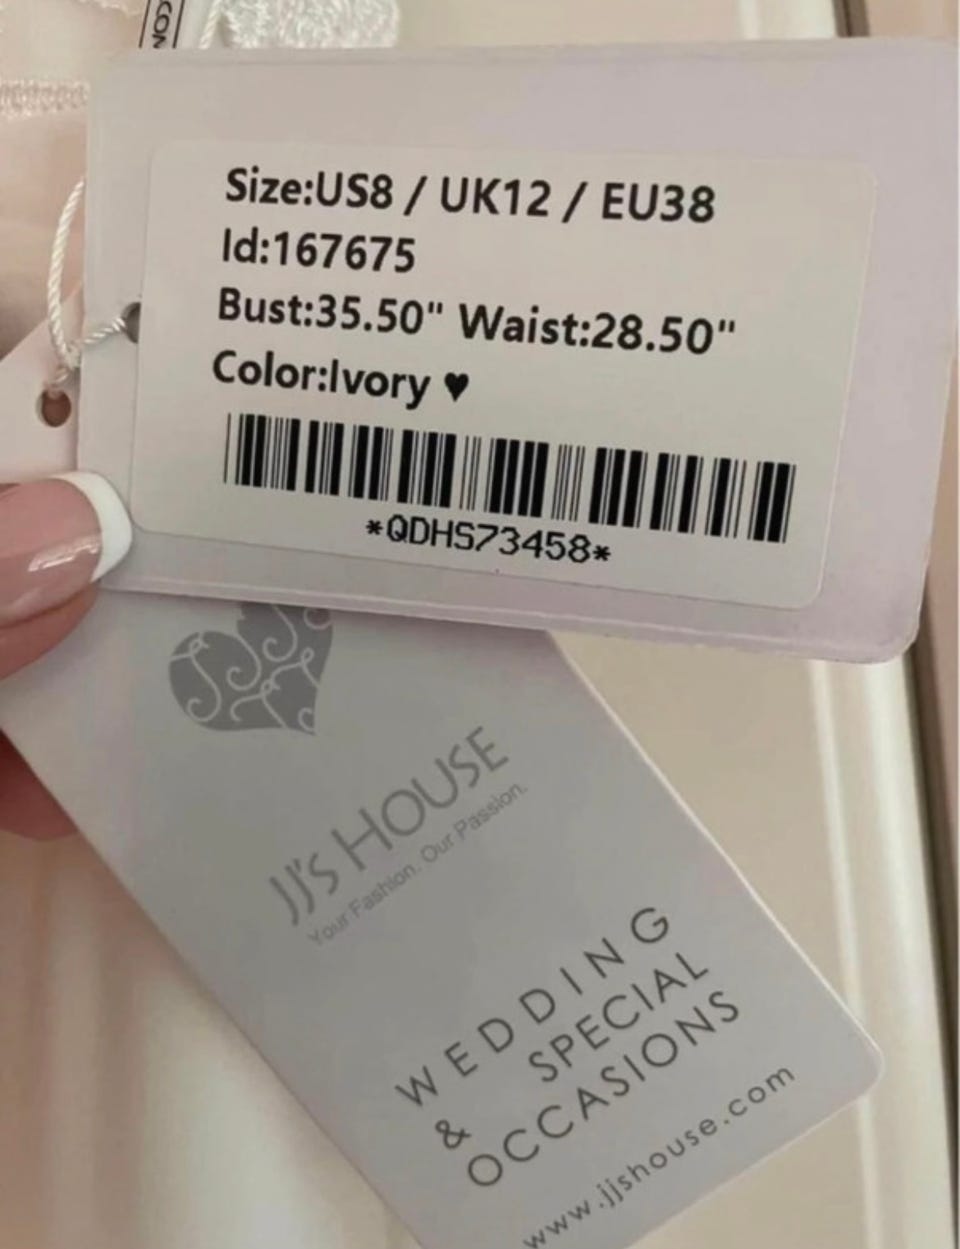 CON
Size:US8 / UK12 / EU38
Id:167675
Bust:35.50" Waist:28.50"
Color:Ivory ♥
*QDHS73458*
JJ's HOUSE
Your Fashion. Our Passion.
WEDDING
& SPECIAL
OCCASIONS
www.jjshouse.com